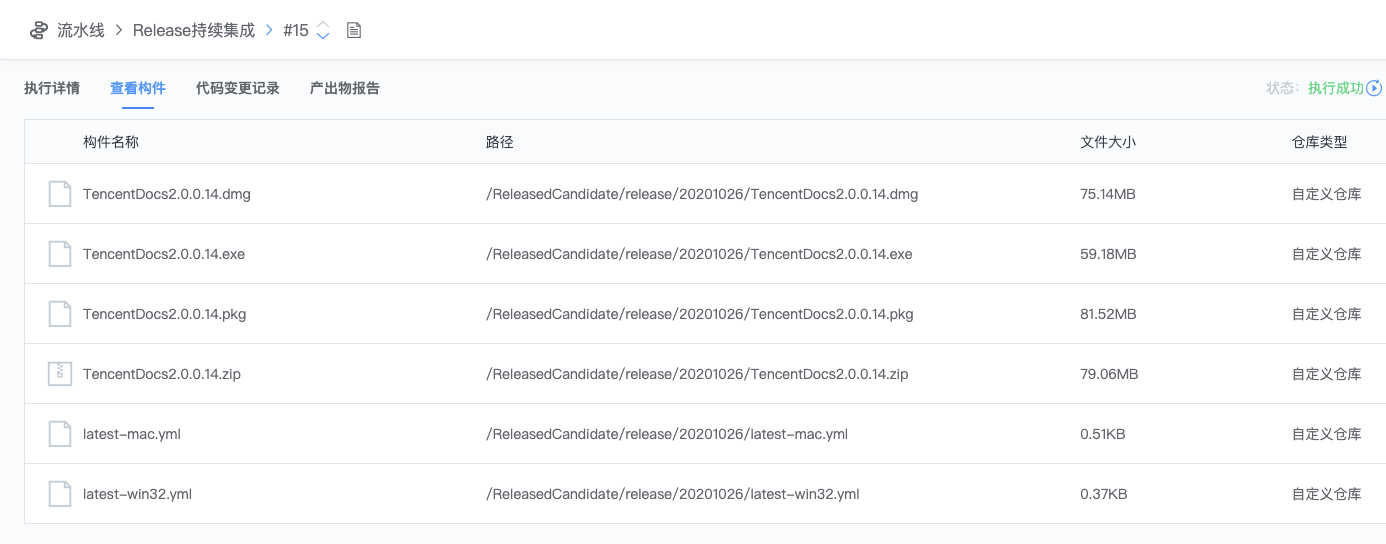 流水线 > Release持续集成 > #15
执行详情 查看构件 代码变更记录 产出物报告 状态: 执行成功
构件名称 路径 文件大小 仓库类型
TencentDocs2.0.0.14.dmg /ReleasedCandidate/release/20201026/TencentDocs2.0.0.14.dmg 75.14MB 自定义仓库
TencentDocs2.0.0.14.exe /ReleasedCandidate/release/20201026/TencentDocs2.0.0.14.exe 59.18MB 自定义仓库
TencentDocs2.0.0.14.pkg /ReleasedCandidate/release/20201026/TencentDocs2.0.0.14.pkg 81.52MB 自定义仓库
TencentDocs2.0.0.14.zip /ReleasedCandidate/release/20201026/TencentDocs2.0.0.14.zip 79.06MB 自定义仓库
latest-mac.yml /ReleasedCandidate/release/20201026/latest-mac.yml 0.51KB 自定义仓库
latest-win32.yml /ReleasedCandidate/release/20201026/latest-win32.yml 0.37KB 自定义仓库